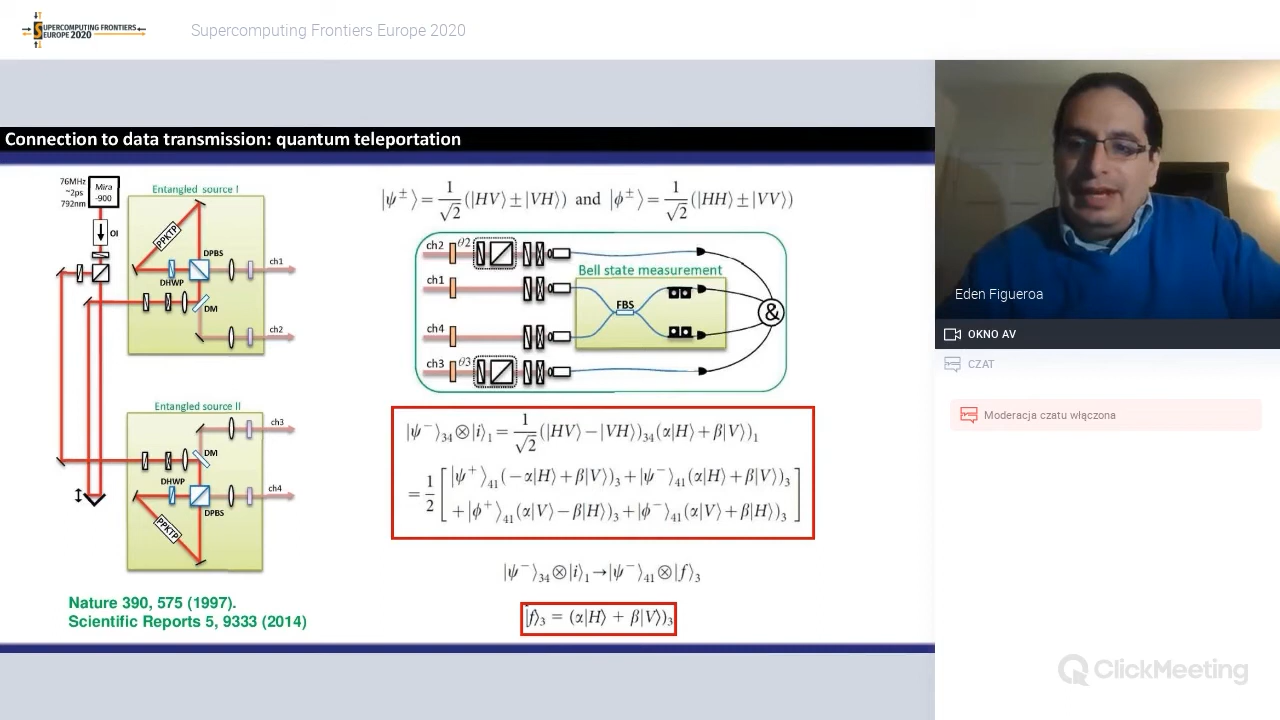 SUPERCOMPUTING FRONTIERS
EUROPE 2020
Supercomputing Frontiers Europe 2020
Connection to data transmission: quantum teleportation
76MHz
~2ps
792nm
Mira
-900
OI
Entangled source I
PPKTP
DPBS
DHWP
DM
ch1
ch2
Entangled source II
ch3
DM
DHWP
ch4
DPBS
PPKTP
Nature 390, 575 (1997).
Scientific Reports 5, 9333 (2014)
|ψ±⟩=1/√2(|HV⟩±|VH⟩) and |ϕ±⟩=1/√2(|HH⟩±|VV⟩)
ch2 θ2
ch1
Bell state measurement
FBS
&
ch4
ch3 θ3
|ψ⁻⟩₃₄⊗|i⟩₁=1/√2(|HV⟩−|VH⟩)₃₄(α|H⟩+β|V⟩)₁
=1/2[|ψ⁺⟩₄₁(−α|H⟩+β|V⟩)₃+|ψ⁻⟩₄₁(α|H⟩+β|V⟩)₃
+|ϕ⁺⟩₄₁(α|V⟩−β|H⟩)₃+|ϕ⁻⟩₄₁(α|V⟩+β|H⟩)₃]
|ψ⁻⟩₃₄⊗|i⟩₁→|ψ⁻⟩₄₁⊗|f⟩₃
|f⟩₃ = (α|H⟩ + β|V⟩)₃
Eden Figueroa
OKNO AV
CZAT
Moderacja czatu włączona
ClickMeeting